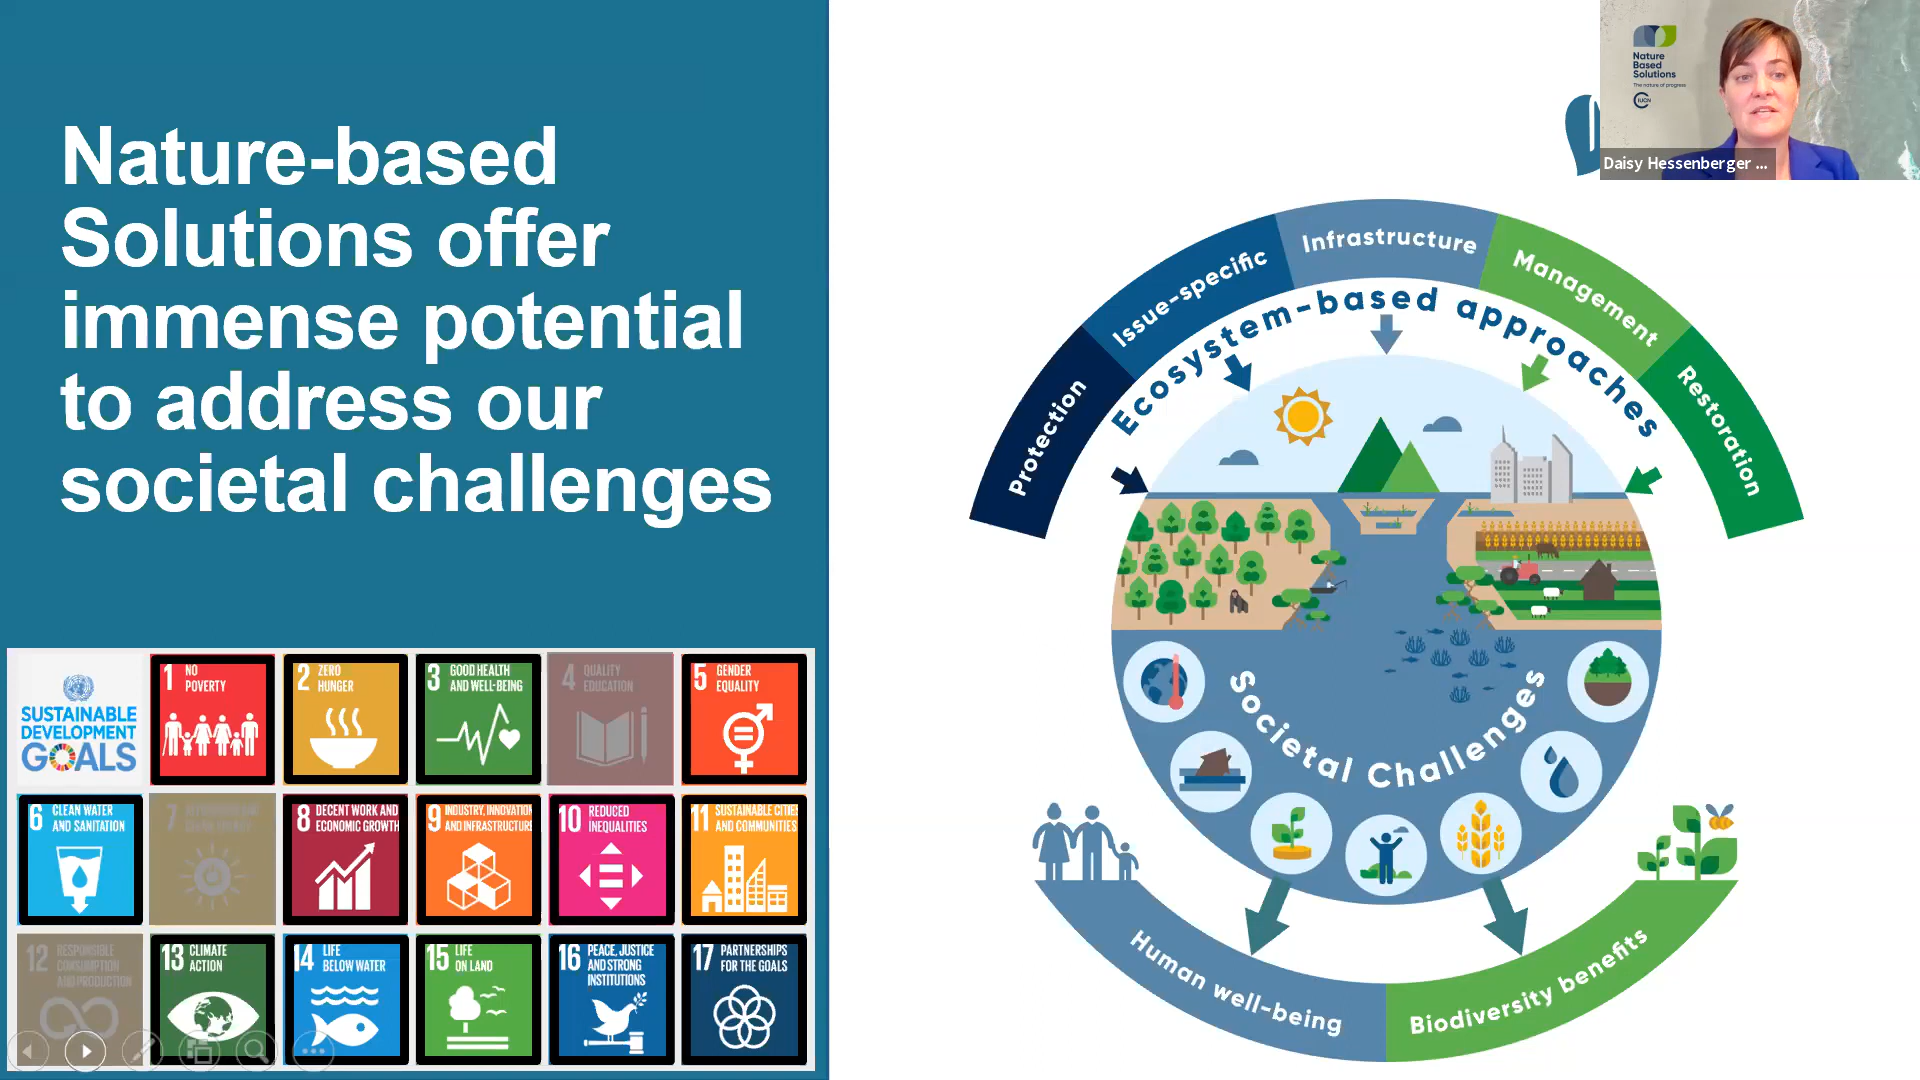 Nature-based
Solutions offer
immense potential
to address our
societal challenges
SUSTAINABLE
DEVELOPMENT
GOALS
1 NO
POVERTY
2 ZERO
HUNGER
3 GOOD HEALTH
AND WELL-BEING
4 QUALITY
EDUCATION
5 GENDER
EQUALITY
6 CLEAN WATER
AND SANITATION
7
8 DECENT WORK AND
ECONOMIC GROWTH
9 INDUSTRY, INNOVATION
AND INFRASTRUCTURE
10 REDUCED
INEQUALITIES
11 SUSTAINABLE CITIES
AND COMMUNITIES
12 RESPONSIBLE
CONSUMPTION
AND PRODUCTION
13 CLIMATE
ACTION
14 LIFE
BELOW WATER
15 LIFE
ON LAND
16 PEACE, JUSTICE
AND STRONG
INSTITUTIONS
17 PARTNERSHIPS
FOR THE GOALS
Nature
Based
Solutions
The nature of progress
IUCN
Daisy Hessenberger ...
Protection
Issue-specific
Infrastructure
Management
Restoration
Ecosystem-based approaches
Societal Challenges
Human well-being
Biodiversity benefits